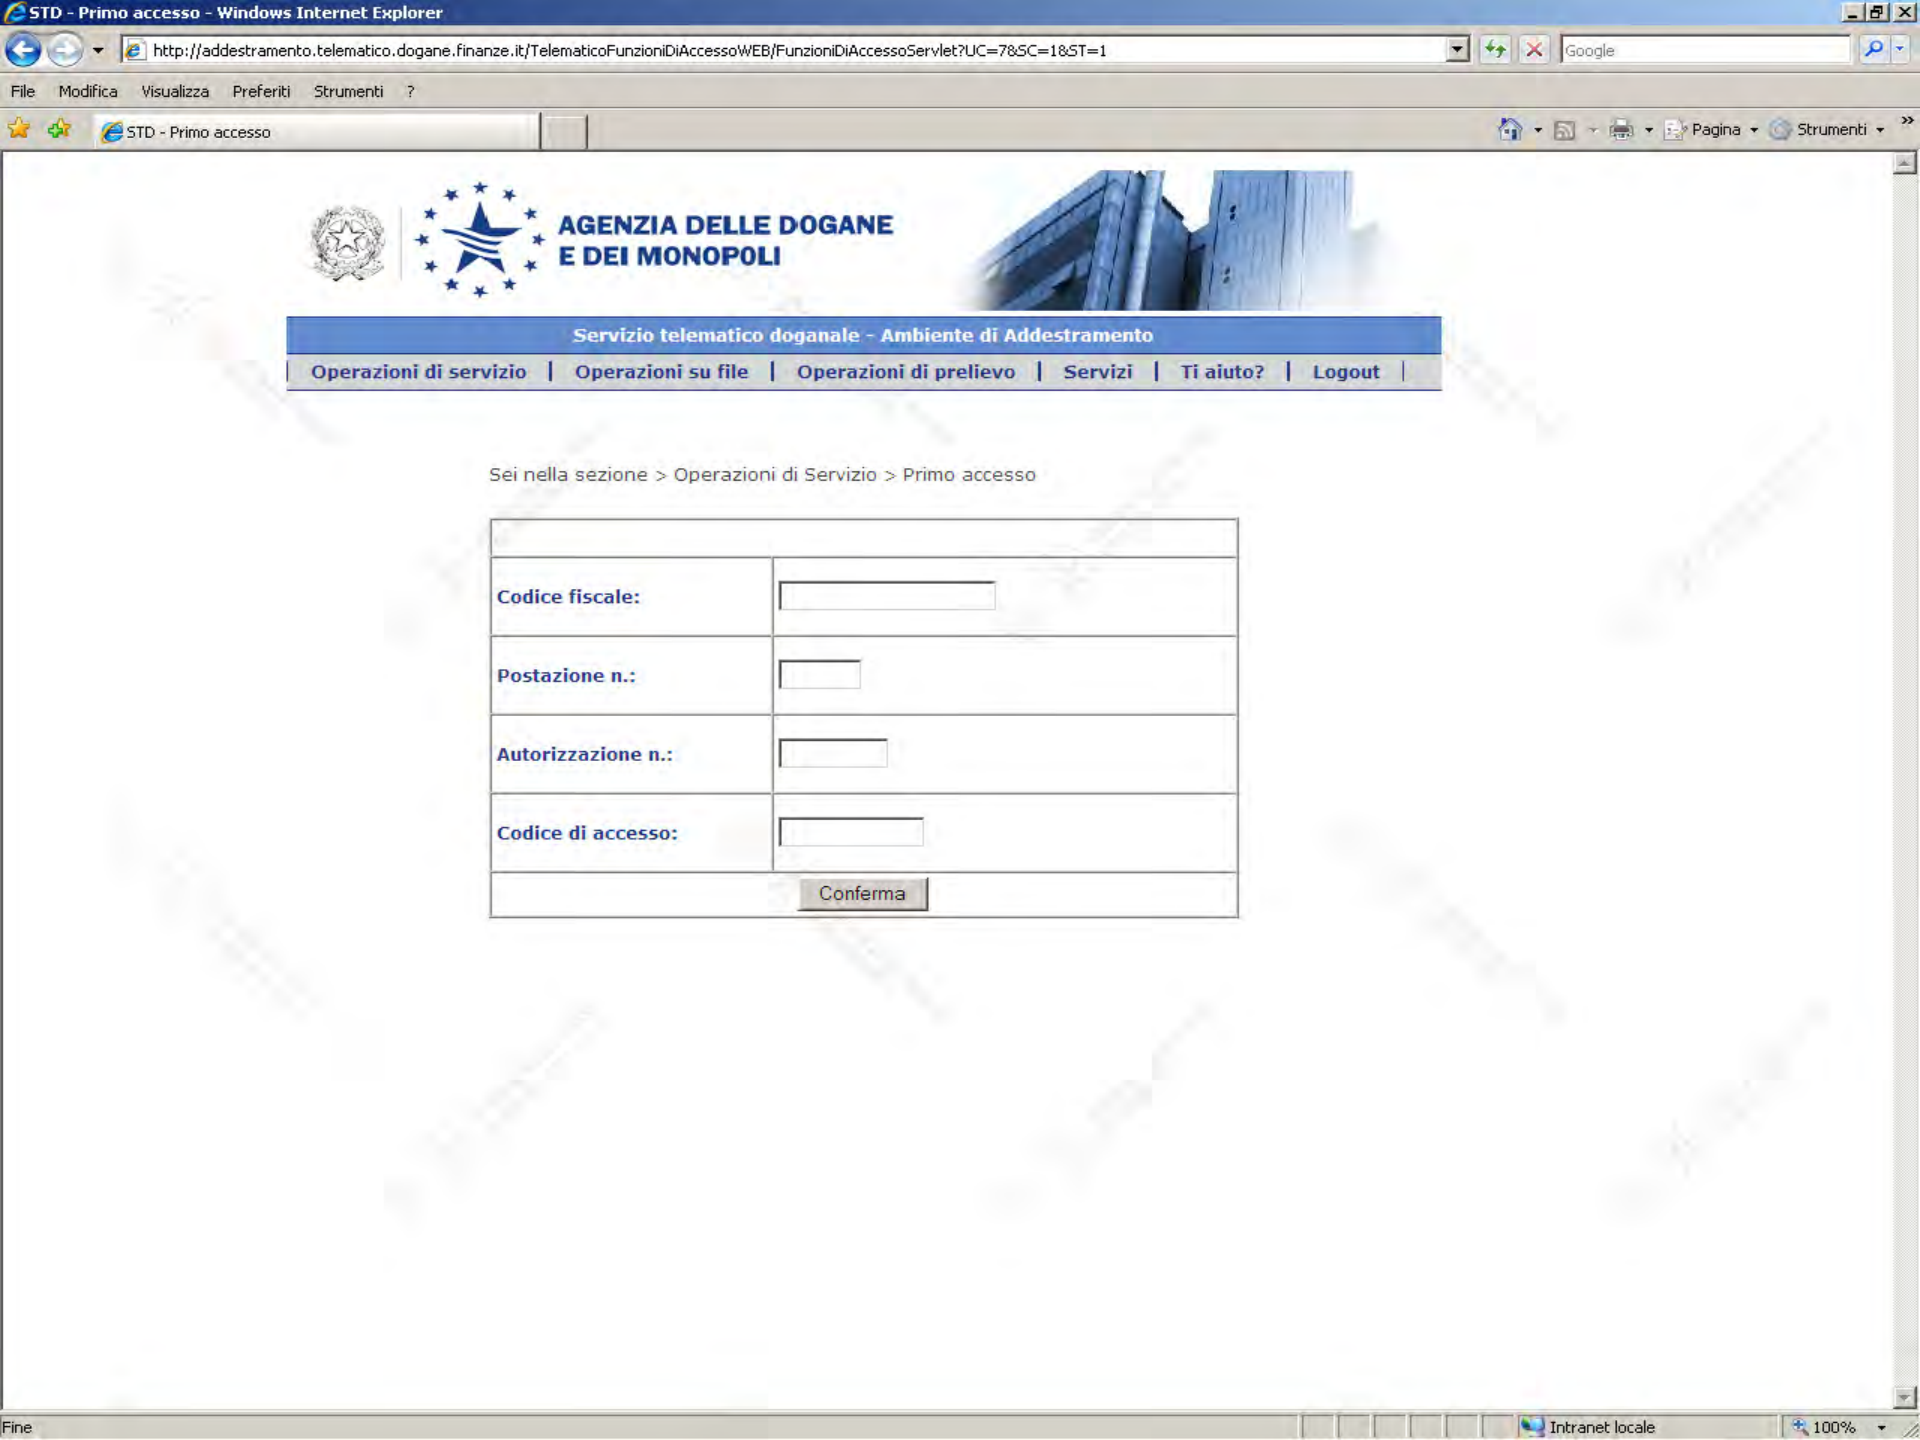 STD - Primo accesso - Windows Internet Explorer
http://addestramento.telematico.dogane.finanze.it/TelematicoFunzioniDiAccessoWEB/FunzioniDiAccessoServlet?UC=7&SC=1&ST=1
Google
File Modifica Visualizza Preferiti Strumenti ?
STD - Primo accesso
Pagina Strumenti »
AGENZIA DELLE DOGANE
E DEI MONOPOLI
Servizio telematico doganale - Ambiente di Addestramento
Operazioni di servizio | Operazioni su file | Operazioni di prelievo | Servizi | Ti aiuto? | Logout |
Sei nella sezione > Operazioni di Servizio > Primo accesso
Codice fiscale:
Postazione n.:
Autorizzazione n.:
Codice di accesso:
Conferma
Fine
Intranet locale
100%